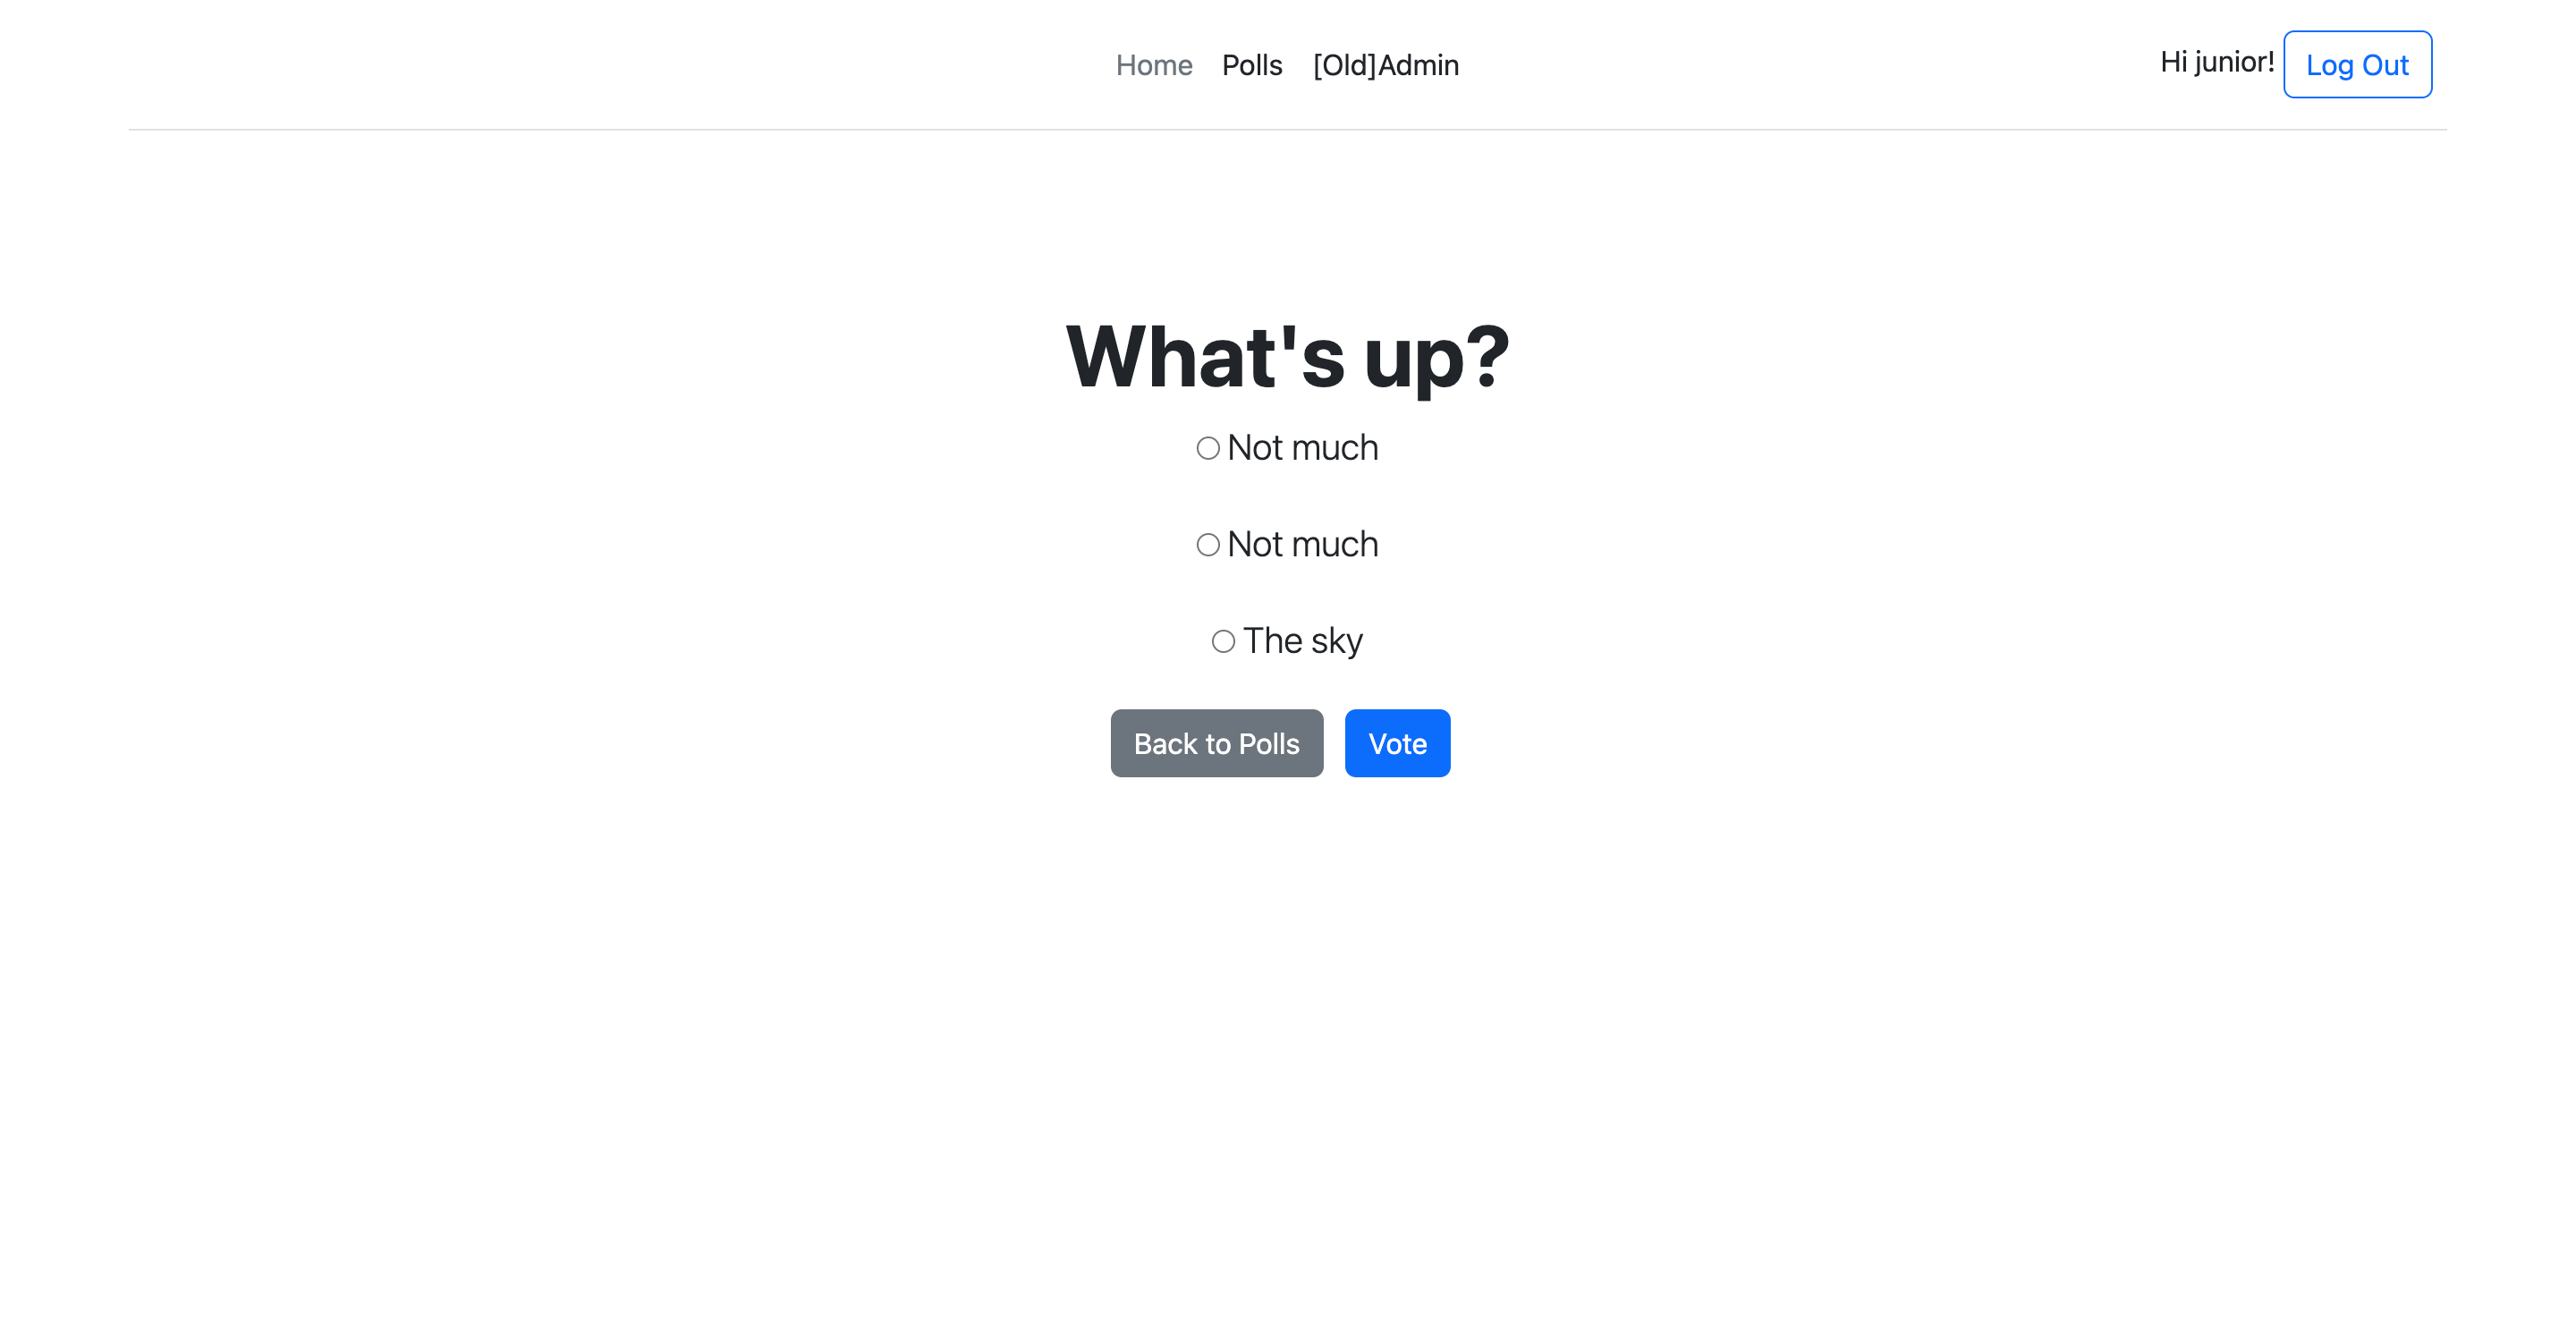 Home Polls [Old]Admin Hi junior! Log Out
What's up?
Not much
Not much
The sky
Back to Polls Vote